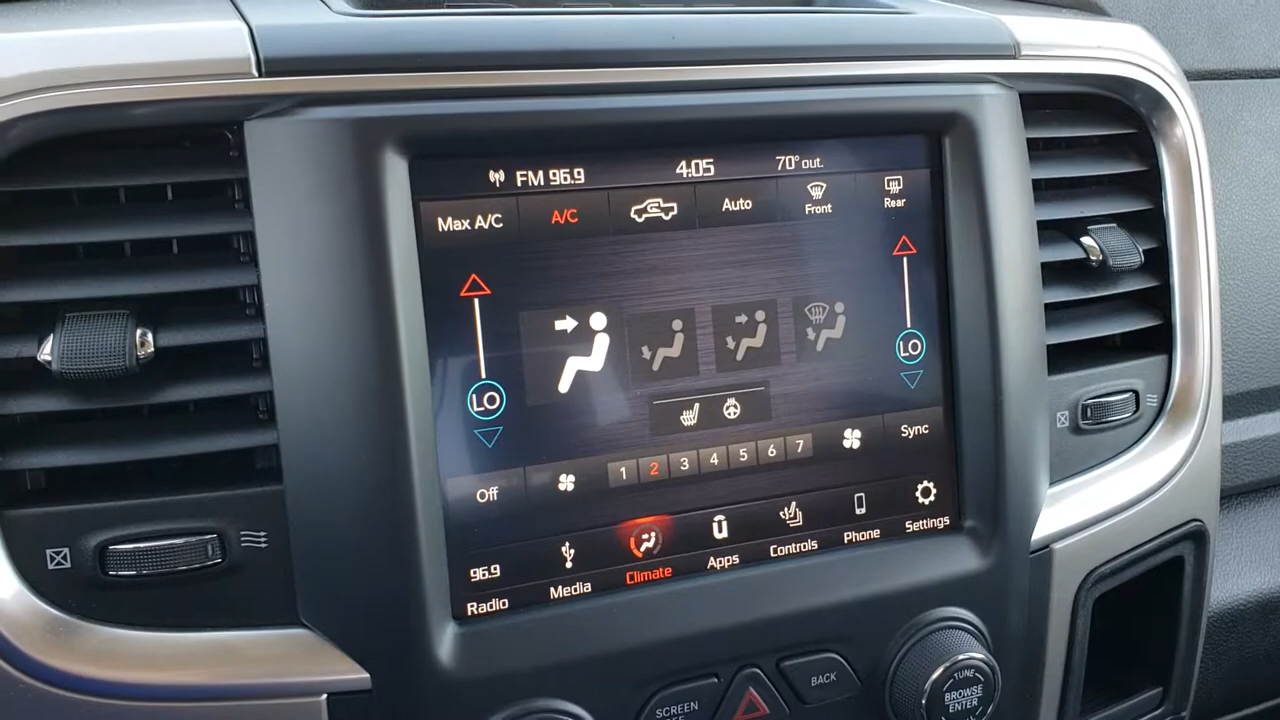 FM 96.9 4:05 70° out.
Max A/C A/C Auto Front Rear
LO LO
Off 1 2 3 4 5 6 7 Sync
96.9
Radio Media Climate Apps Controls Phone Settings
SCREEN
BACK
TUNE
BROWSE
ENTER